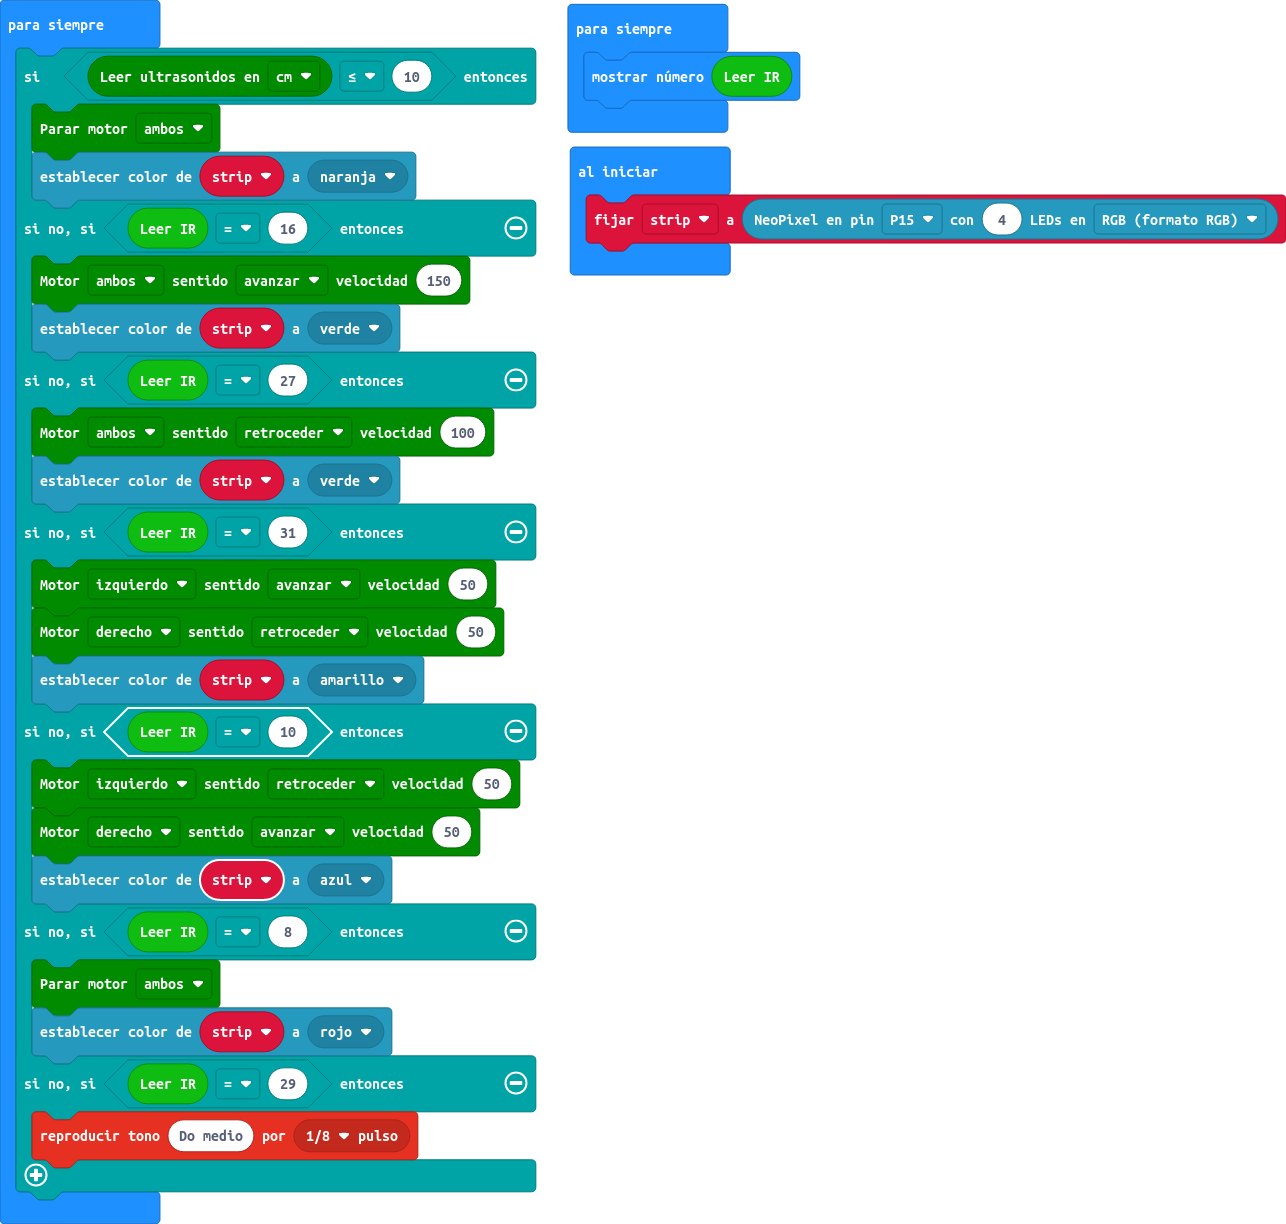 para siempre
si Leer ultrasonidos en cm ≤ 10 entonces
Parar motor ambos
establecer color de strip a naranja
si no, si Leer IR = 16 entonces
Motor ambos sentido avanzar velocidad 150
establecer color de strip a verde
si no, si Leer IR = 27 entonces
Motor ambos sentido retroceder velocidad 100
establecer color de strip a verde
si no, si Leer IR = 31 entonces
Motor izquierdo sentido avanzar velocidad 50
Motor derecho sentido retroceder velocidad 50
establecer color de strip a amarillo
si no, si Leer IR = 10 entonces
Motor izquierdo sentido retroceder velocidad 50
Motor derecho sentido avanzar velocidad 50
establecer color de strip a azul
si no, si Leer IR = 8 entonces
Parar motor ambos
establecer color de strip a rojo
si no, si Leer IR = 29 entonces
reproducir tono Do medio por 1/8 pulso
para siempre
mostrar número Leer IR
al iniciar
fijar strip a NeoPixel en pin P15 con 4 LEDs en RGB (formato RGB)